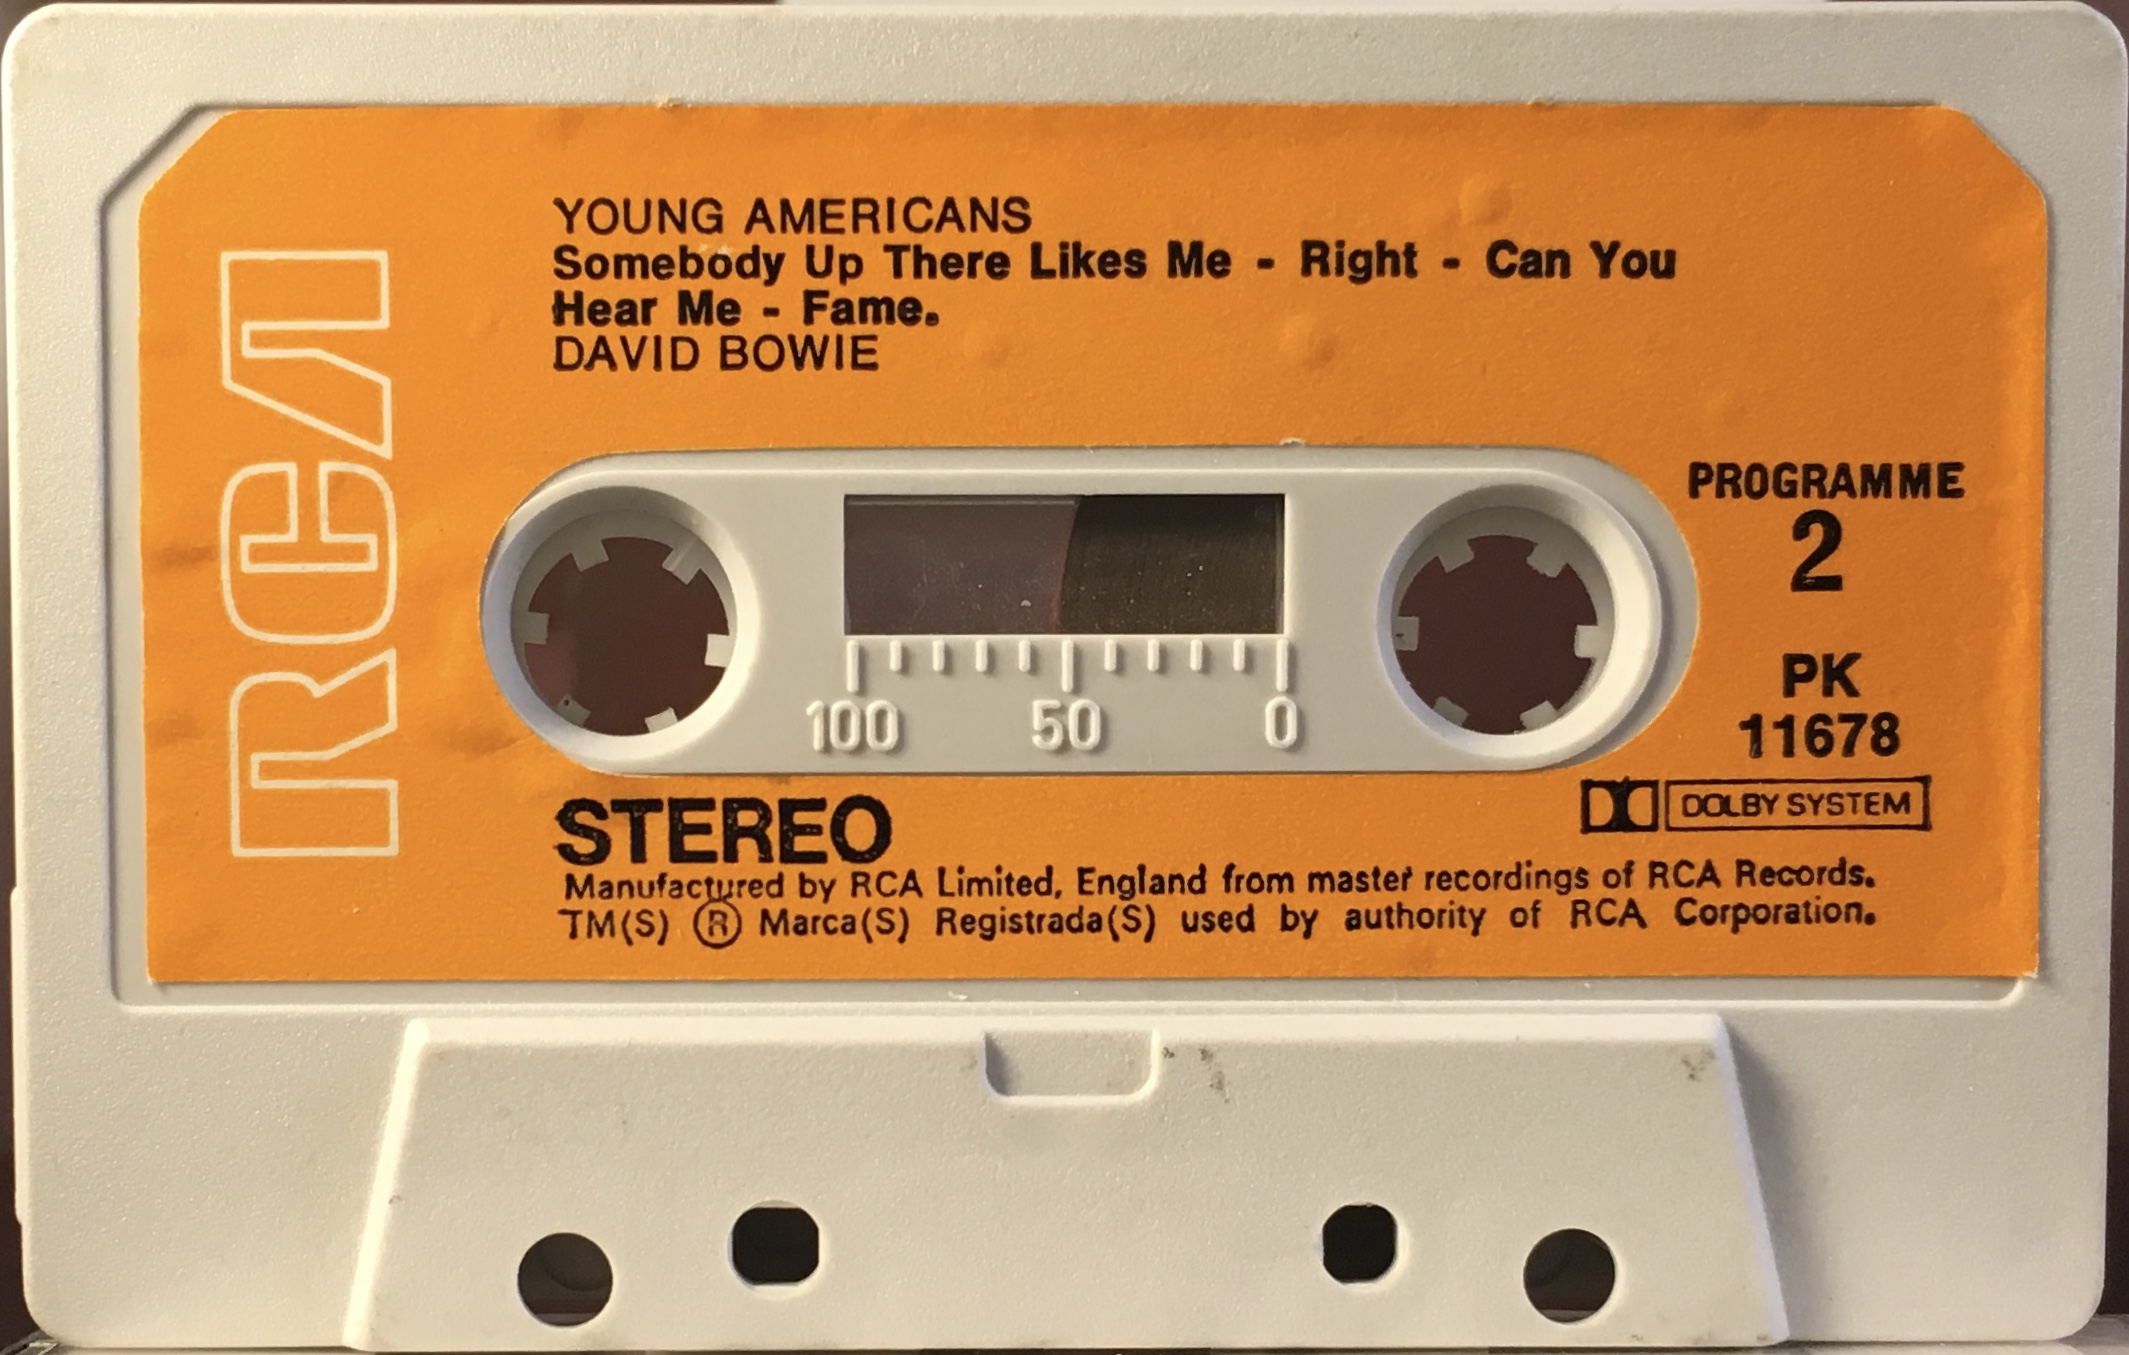 RCA
YOUNG AMERICANS
Somebody Up There Likes Me - Right - Can You
Hear Me - Fame.
DAVID BOWIE
PROGRAMME
2
PK
11678
100 50 0
DOLBY SYSTEM
STEREO
Manufactured by RCA Limited, England from master recordings of RCA Records.
TM(S) ® Marca(S) Registrada(S) used by authority of RCA Corporation.